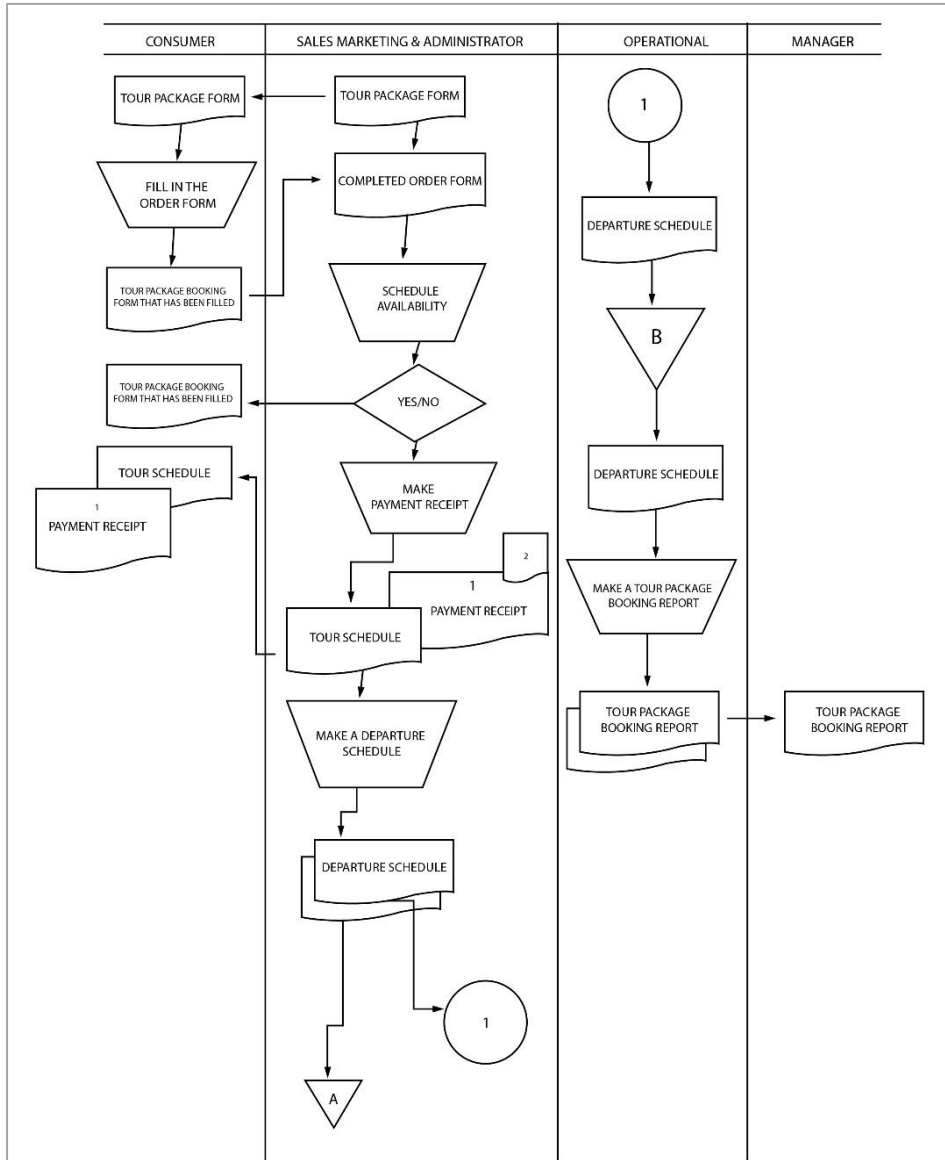 CONSUMER
SALES MARKETING & ADMINISTRATOR
OPERATIONAL
MANAGER
TOUR PACKAGE FORM
TOUR PACKAGE FORM
1
FILL IN THE
ORDER FORM
COMPLETED ORDER FORM
DEPARTURE SCHEDULE
TOUR PACKAGE BOOKING
FORM THAT HAS BEEN FILLED
SCHEDULE
AVAILABILITY
B
TOUR PACKAGE BOOKING
FORM THAT HAS BEEN FILLED
YES/NO
TOUR SCHEDULE
1
PAYMENT RECEIPT
MAKE
PAYMENT RECEIPT
DEPARTURE SCHEDULE
2
1
PAYMENT RECEIPT
TOUR SCHEDULE
MAKE A TOUR PACKAGE
BOOKING REPORT
MAKE A DEPARTURE
SCHEDULE
TOUR PACKAGE
BOOKING REPORT
TOUR PACKAGE
BOOKING REPORT
DEPARTURE SCHEDULE
1
A